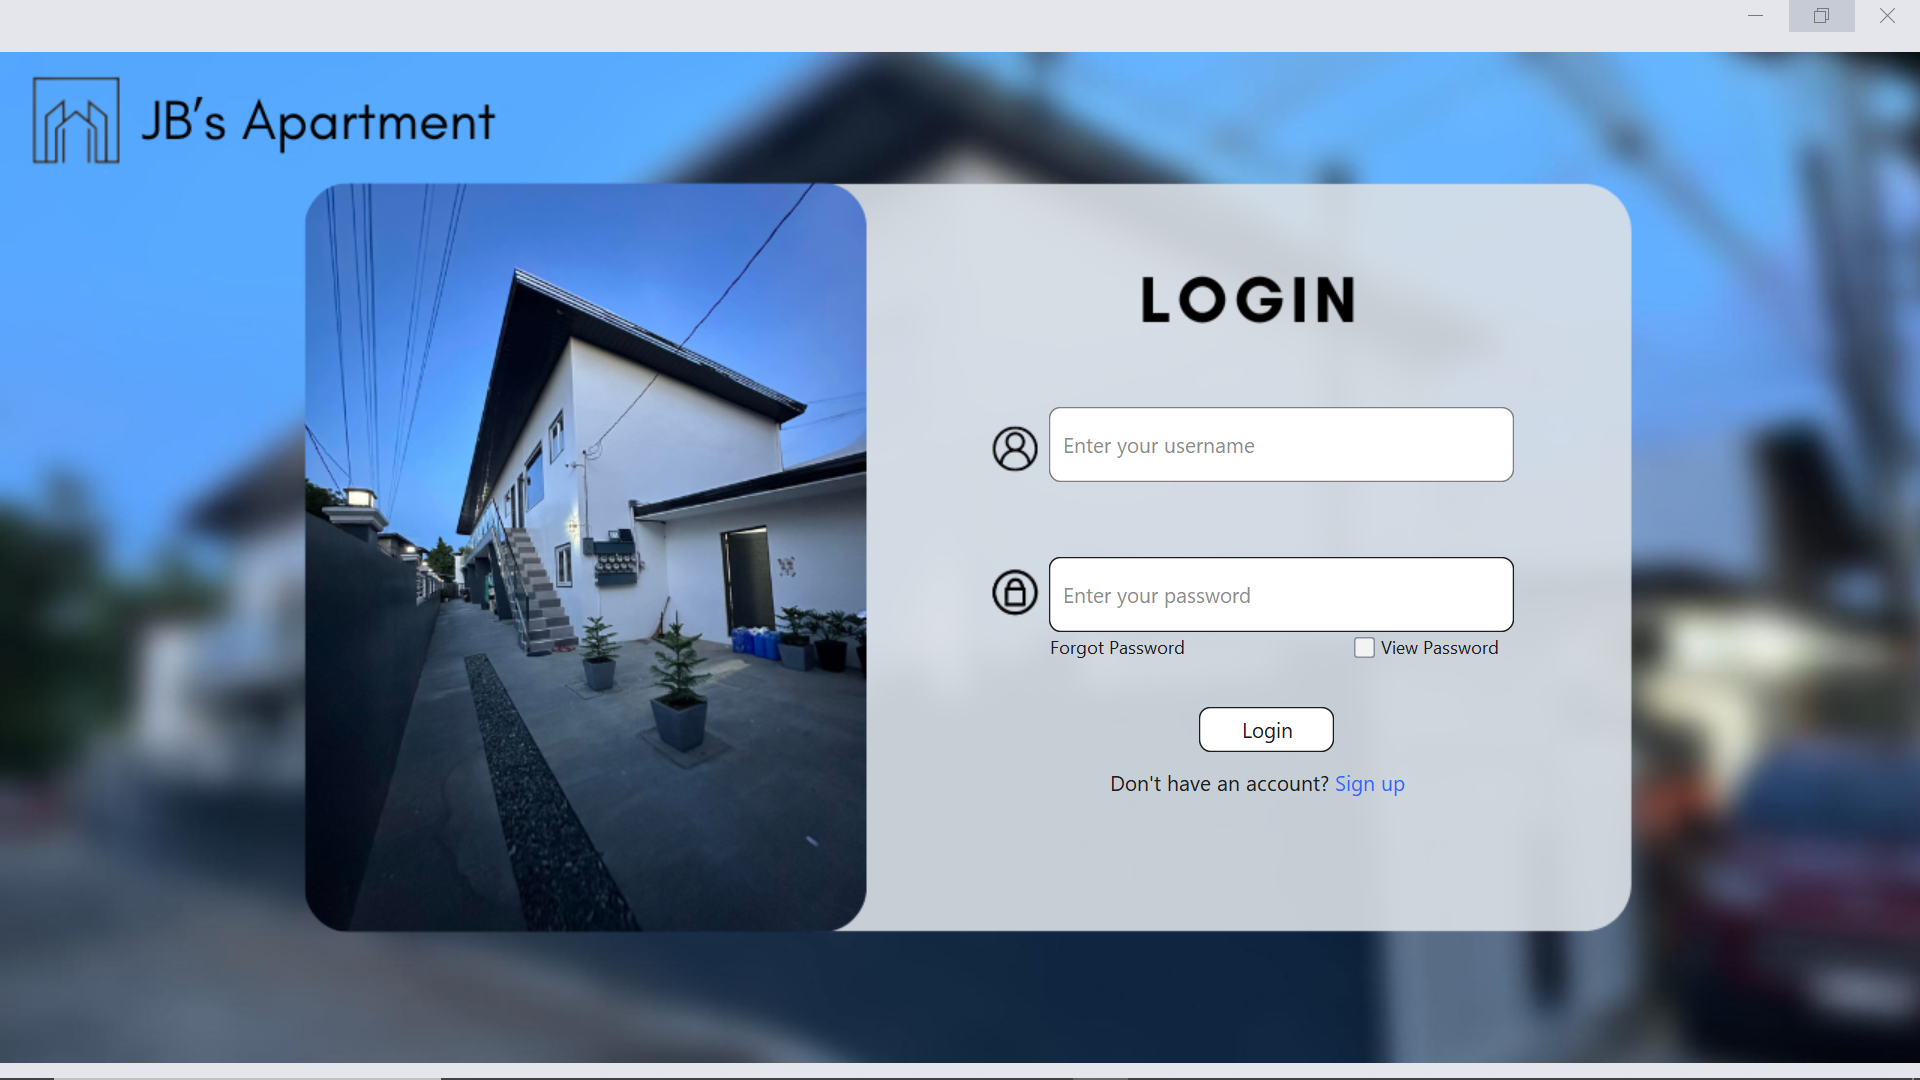 JB's Apartment
LOGIN
Enter your username
Enter your password
Forgot Password
View Password
Login
Don't have an account? Sign up